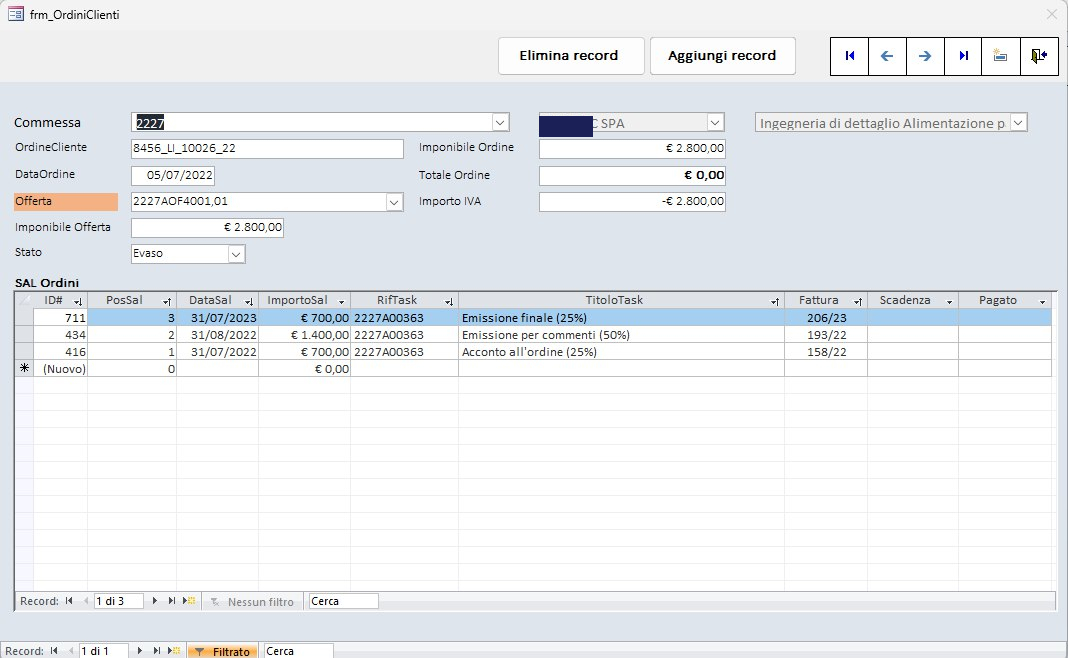 frm_OrdiniClienti
Elimina record Aggiungi record
Commessa 2227 C SPA Ingegneria di dettaglio Alimentazione p
OrdineCliente 8456_LI_10026_22 Imponibile Ordine € 2.800,00
DataOrdine 05/07/2022 Totale Ordine € 0,00
Offerta 2227AOF4001,01 Importo IVA -€ 2.800,00
Imponibile Offerta € 2.800,00
Stato Evaso
SAL Ordini
ID# PosSal DataSal ImportoSal RifTask TitoloTask Fattura Scadenza Pagato
711 3 31/07/2023 € 700,00 2227A00363 Emissione finale (25%) 206/23
434 2 31/08/2022 € 1.400,00 2227A00363 Emissione per commenti (50%) 193/22
416 1 31/07/2022 € 700,00 2227A00363 Acconto all'ordine (25%) 158/22
(Nuovo) 0 € 0,00
Record: 1 di 3 Nessun filtro Cerca
Record: 1 di 1 Filtrato Cerca